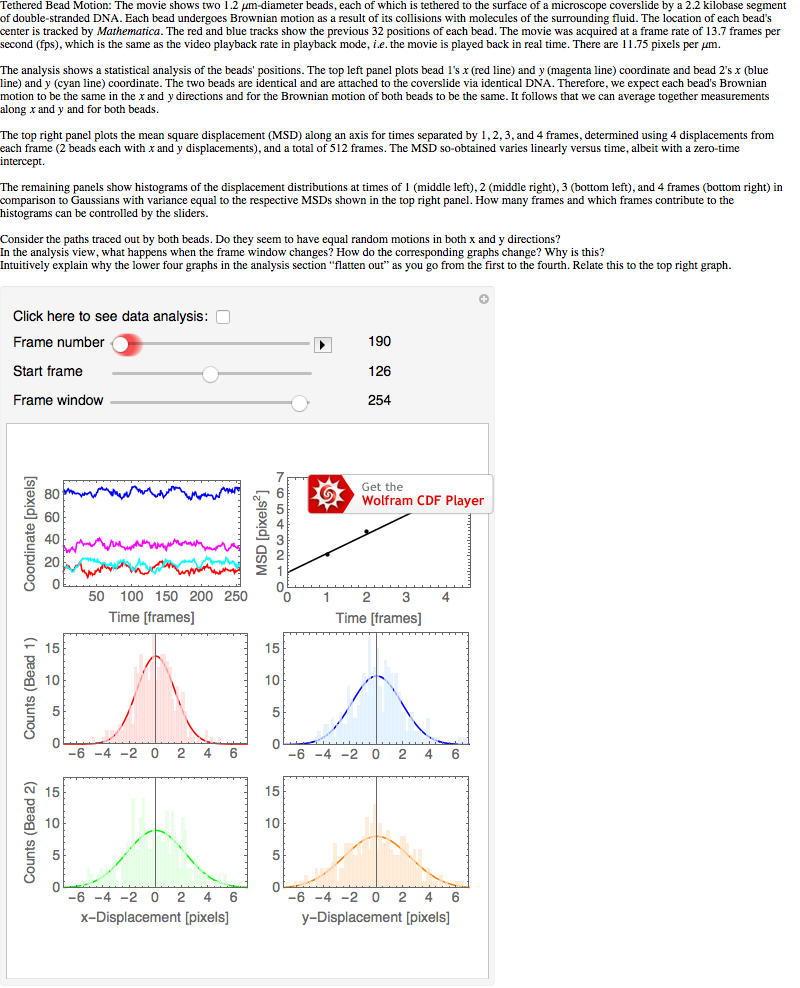 Tethered Bead Motion: The movie shows two 1.2 μm-diameter beads, each of which is tethered to the surface of a microscope coverslide by a 2.2 kilobase segment
of double-stranded DNA. Each bead undergoes Brownian motion as a result of its collisions with molecules of the surrounding fluid. The location of each bead's
center is tracked by Mathematica. The red and blue tracks show the previous 32 positions of each bead. The movie was acquired at a frame rate of 13.7 frames per
second (fps), which is the same as the video playback rate in playback mode, i.e. the movie is played back in real time. There are 11.75 pixels per μm.
The analysis shows a statistical analysis of the beads' positions. The top left panel plots bead 1's x (red line) and y (magenta line) coordinate and bead 2's x (blue
line) and y (cyan line) coordinate. The two beads are identical and are attached to the coverslide via identical DNA. Therefore, we expect each bead's Brownian
motion to be the same in the x and y directions and for the Brownian motion of both beads to be the same. It follows that we can average together measurements
along x and y and for both beads.
The top right panel plots the mean square displacement (MSD) along an axis for times separated by 1, 2, 3, and 4 frames, determined using 4 displacements from
each frame (2 beads each with x and y displacements), and a total of 512 frames. The MSD so-obtained varies linearly versus time, albeit with a zero-time
intercept.
The remaining panels show histograms of the displacement distributions at times of 1 (middle left), 2 (middle right), 3 (bottom left), and 4 frames (bottom right) in
comparison to Gaussians with variance equal to the respective MSDs shown in the top right panel. How many frames and which frames contribute to the
histograms can be controlled by the sliders.
Consider the paths traced out by both beads. Do they seem to have equal random motions in both x and y directions?
In the analysis view, what happens when the frame window changes? How do the corresponding graphs change? Why is this?
Intuitively explain why the lower four graphs in the analysis section "flatten out" as you go from the first to the fourth. Relate this to the top right graph.
Click here to see data analysis:
Frame number 190
Start frame 126
Frame window 254
Coordinate [pixels]
80
60
40
20
0
50 100 150 200 250
Time [frames]
MSD [pixels²]
7
6
5
4
3
2
1
0
0 1 2 3 4
Time [frames]
Get the
Wolfram CDF Player
Counts (Bead 1)
15
10
5
0
−6 −4 −2 0 2 4 6
15
10
5
0
−6 −4 −2 0 2 4 6
Counts (Bead 2)
15
10
5
0
−6 −4 −2 0 2 4 6
x−Displacement [pixels]
15
10
5
0
−6 −4 −2 0 2 4 6
y−Displacement [pixels]